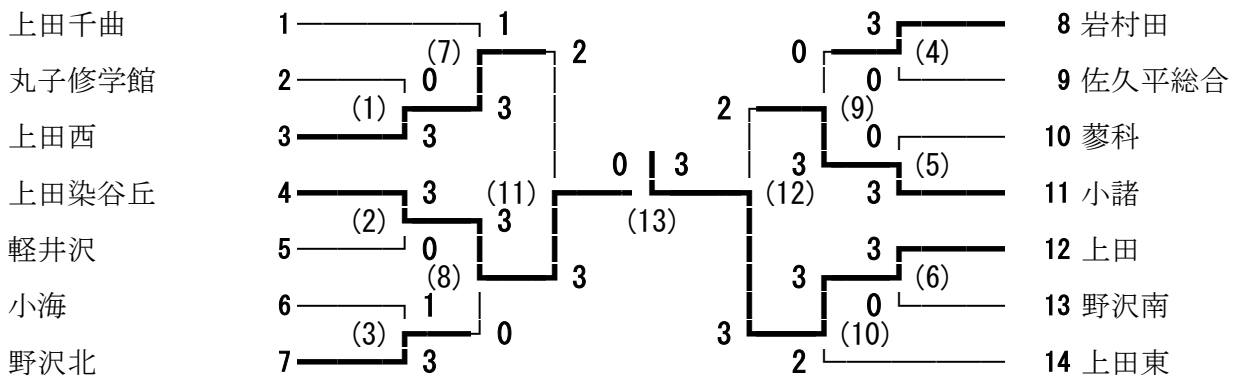 上田千曲 1 1 3 8 岩村田
(7) 2 0 (4)
丸子修学館 2 0 0 9 佐久平総合
(1) 3 2 (9)
上田西 3 3 0 10 蓼科
0 3 3 (5)
上田染谷丘 4 3 (11) (12) 3 11 小諸
(2) 3 (13)
軽井沢 5 0 3 12 上田
(8) 3 3 (6)
小海 6 1 0 13 野沢南
(3) 0 3 (10)
野沢北 7 3 2 14 上田東